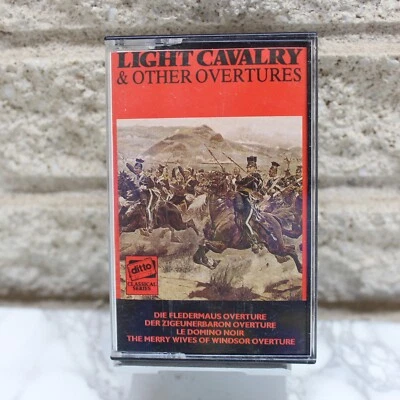 LIGHT CAVALRY
& OTHER OVERTURES
ditto
CLASSICAL
SERIES
DIE FLEDERMAUS OVERTURE
DER ZIGEUNERBARON OVERTURE
LE DOMINO NOIR
THE MERRY WIVES OF WINDSOR OVERTURE